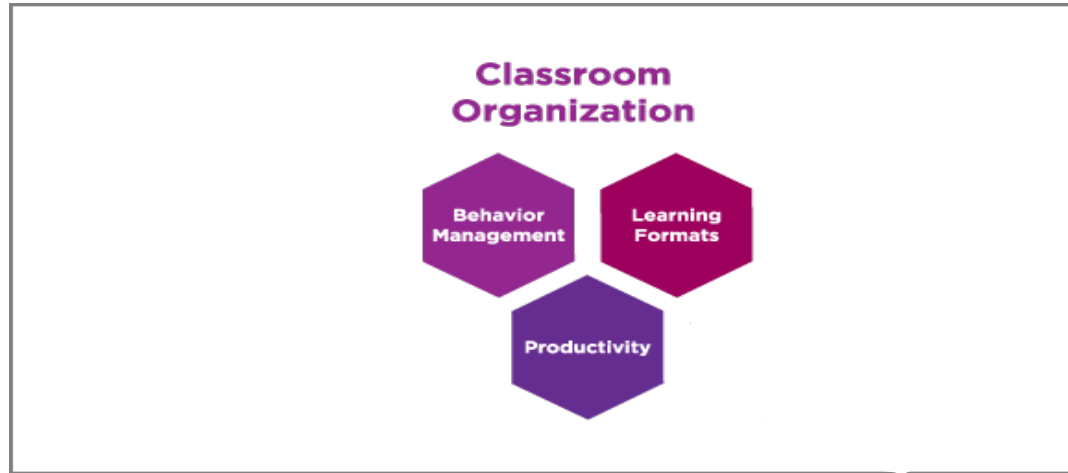 Classroom
Organization
Behavior
Management
Learning
Formats
Productivity